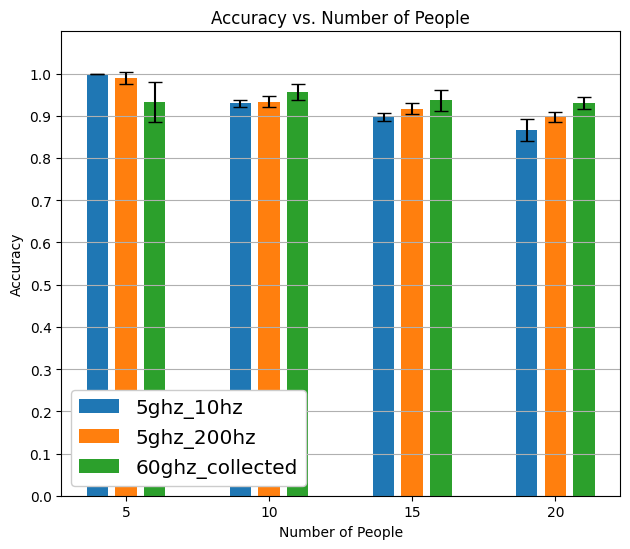 Accuracy vs. Number of People
Accuracy
1.0
0.9
0.8
0.7
0.6
0.5
0.4
0.3
0.2
0.1
0.0
5ghz_10hz
5ghz_200hz
60ghz_collected
5 10 15 20
Number of People